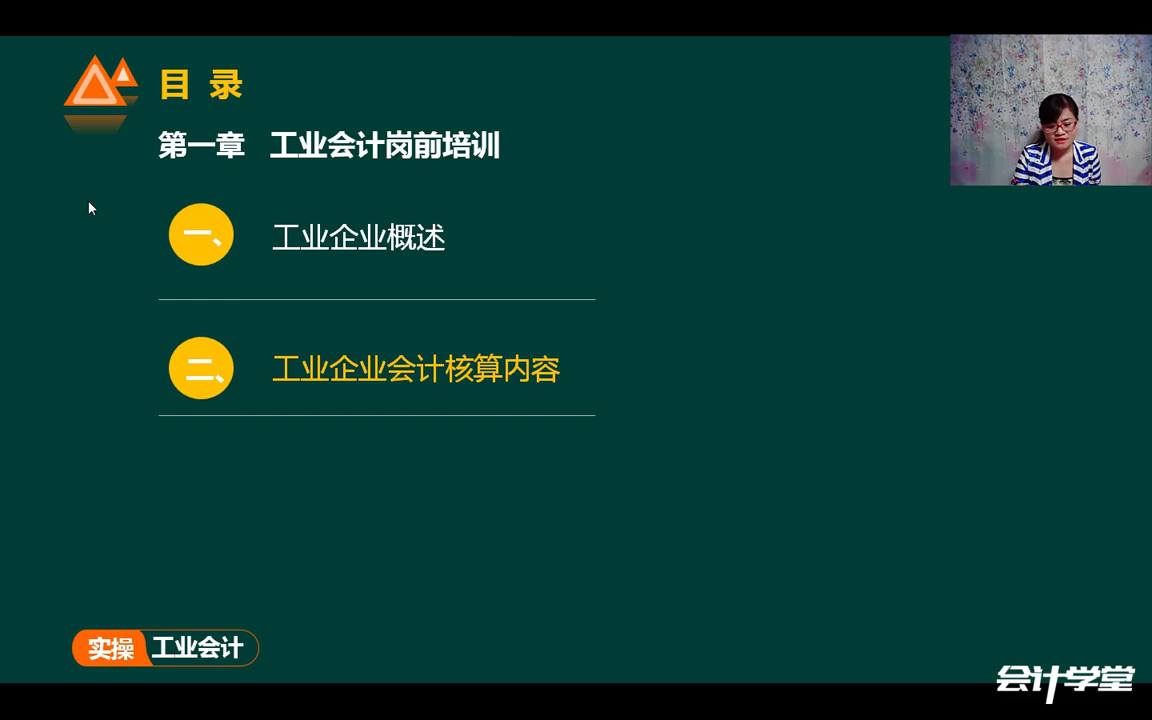 目 录
第一章 工业会计岗前培训
一、 工业企业概述
二、 工业企业会计核算内容
实操 工业会计
会计学堂